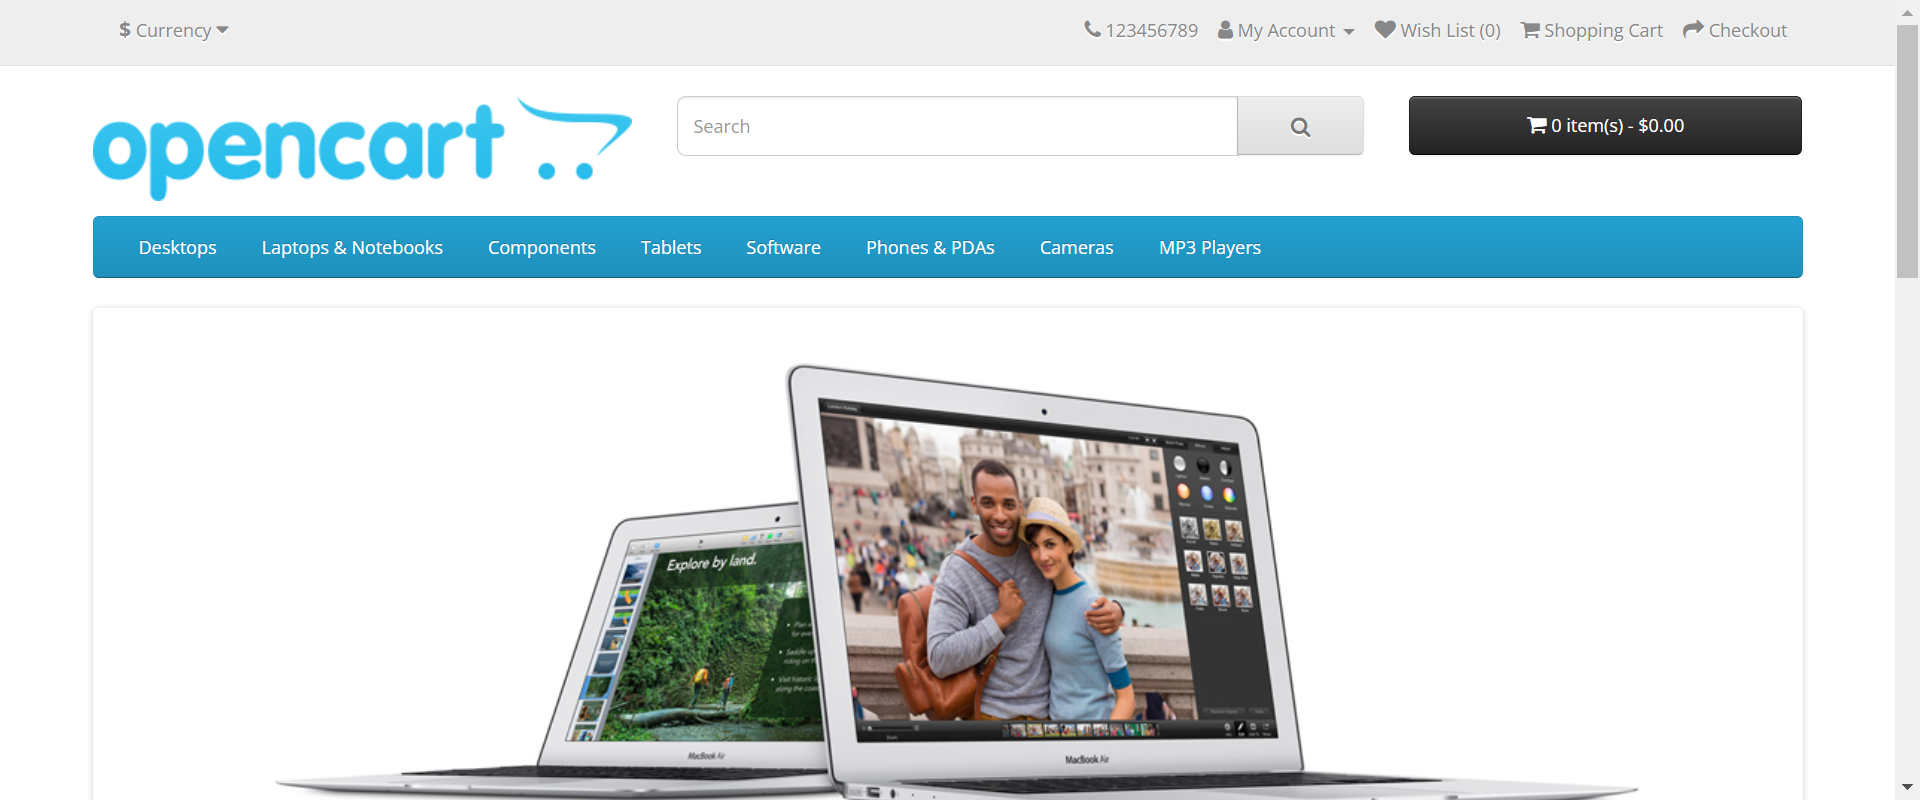 $ Currency
123456789 My Account Wish List (0) Shopping Cart Checkout
opencart
Search
0 item(s) - $0.00
Desktops Laptops & Notebooks Components Tablets Software Phones & PDAs Cameras MP3 Players
Explore by land.
MacBook Air
MacBook Air